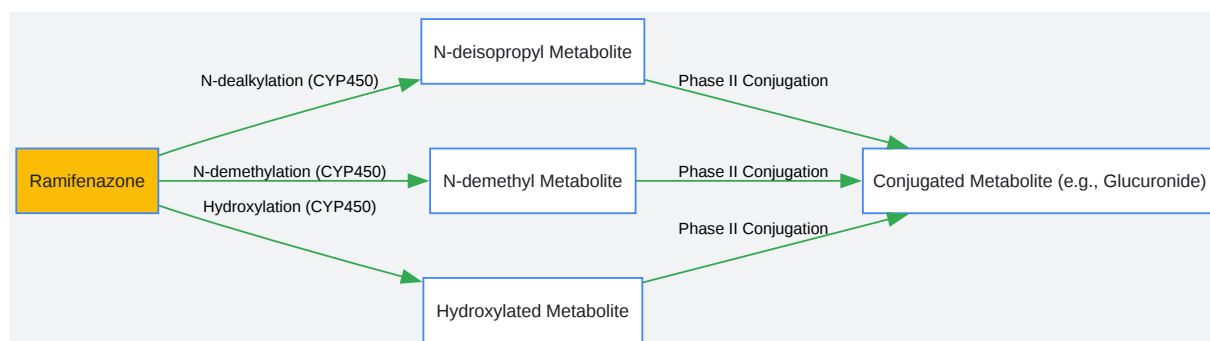 N-deisopropyl Metabolite
N-dealkylation (CYP450)
Phase II Conjugation
Ramifenazone
N-demethylation (CYP450)
N-demethyl Metabolite
Phase II Conjugation
Conjugated Metabolite (e.g., Glucuronide)
Hydroxylation (CYP450)
Phase II Conjugation
Hydroxylated Metabolite